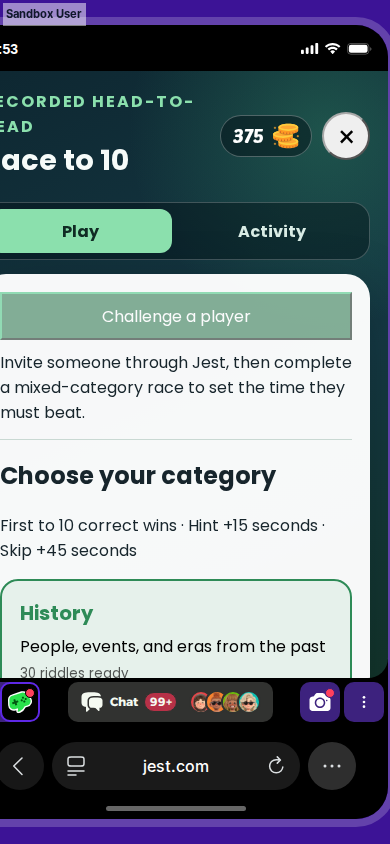 Sandbox User
:53
ECORDED HEAD-TO-
EAD
ace to 10
375
Play
Activity
Challenge a player
Invite someone through Jest, then complete
a mixed-category race to set the time they
must beat.
Choose your category
First to 10 correct wins · Hint +15 seconds ·
Skip +45 seconds
History
People, events, and eras from the past
30 riddles ready
Chat 99+
jest.com